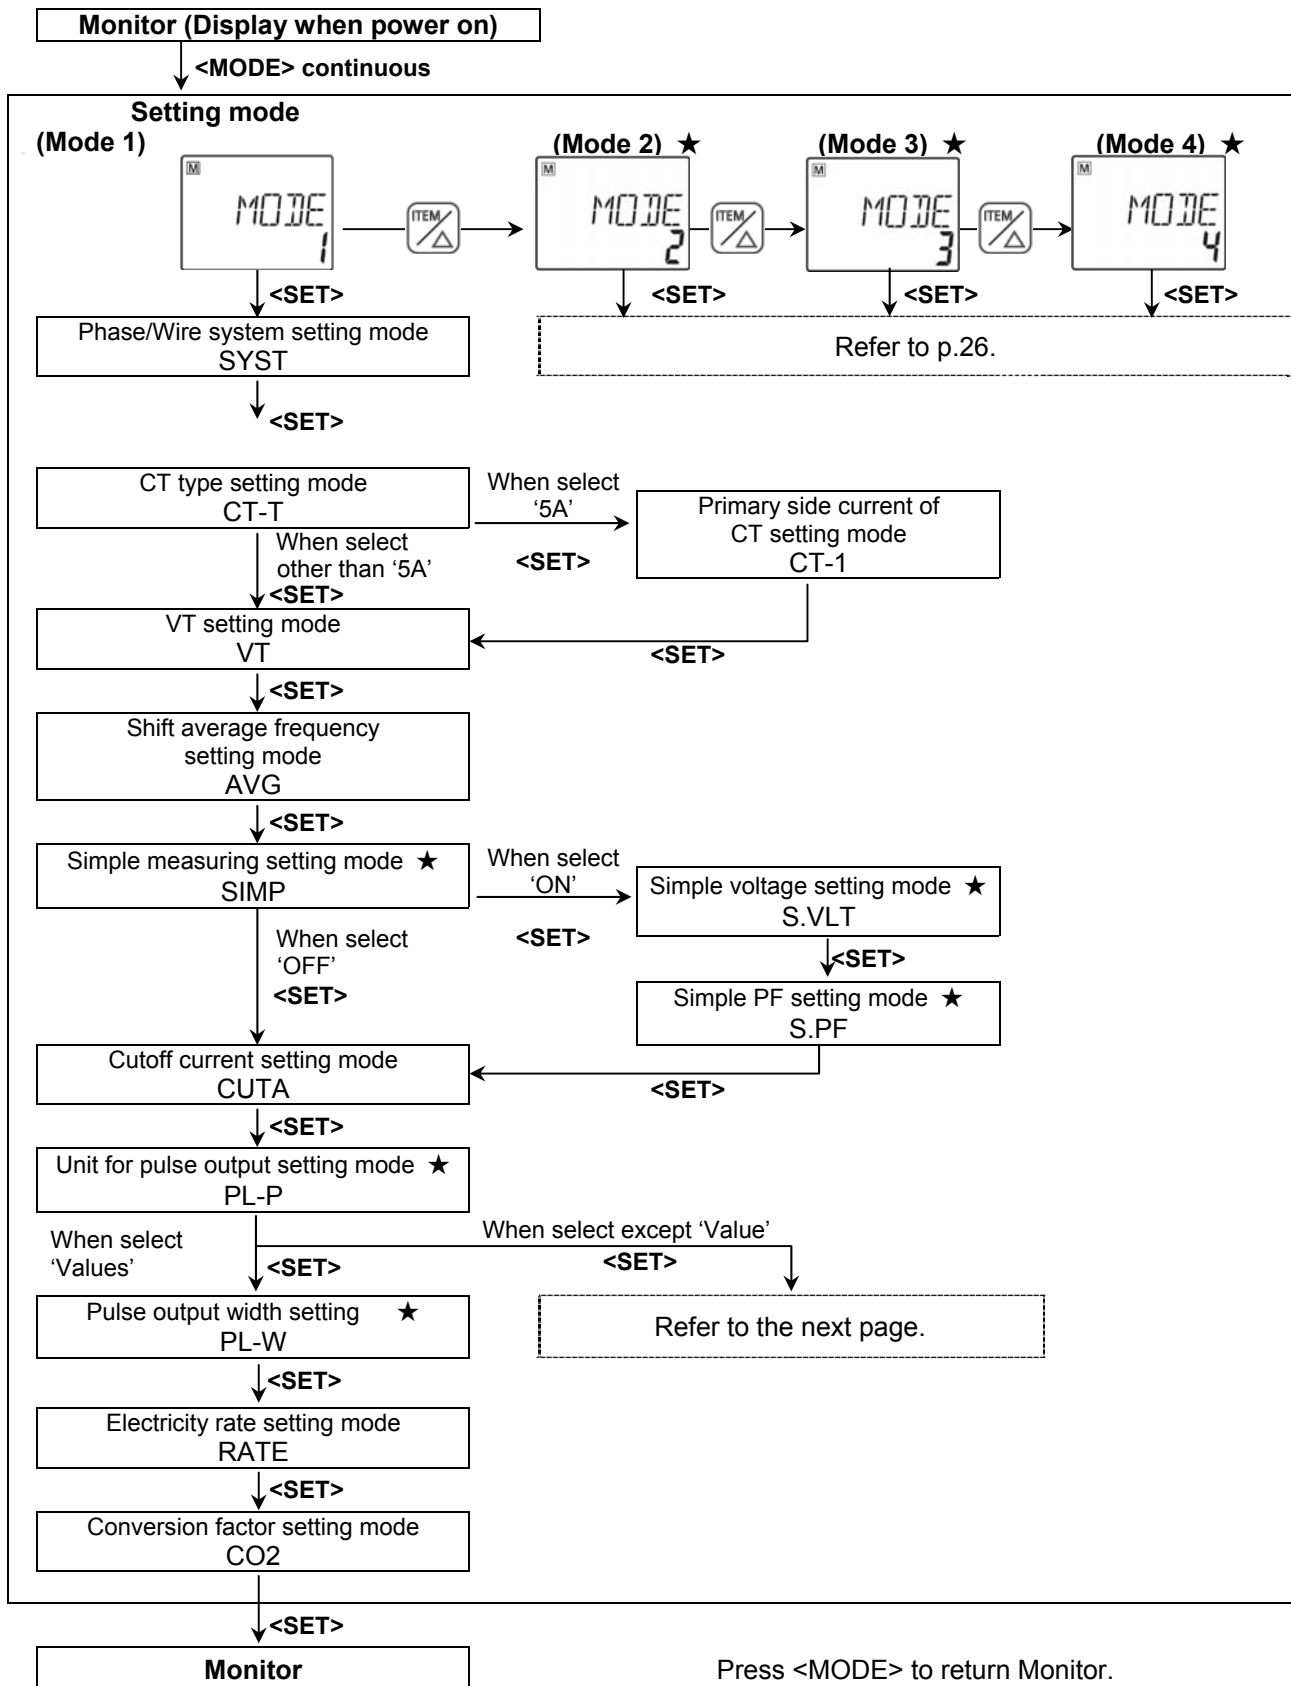 Monitor (Display when power on)
<MODE> continuous
Setting mode
(Mode 1)
(Mode 2) ★
(Mode 3) ★
(Mode 4) ★
M
MODE
1
ITEM/△
M
MODE
2
ITEM/△
M
MODE
3
ITEM/△
M
MODE
4
<SET>
<SET>
<SET>
<SET>
Phase/Wire system setting mode
SYST
Refer to p.26.
<SET>
CT type setting mode
CT-T
When select
‘5A’
<SET>
Primary side current of
CT setting mode
CT-1
When select
other than ‘5A’
<SET>
VT setting mode
VT
<SET>
<SET>
Shift average frequency
setting mode
AVG
<SET>
Simple measuring setting mode ★
SIMP
When select
‘ON’
<SET>
Simple voltage setting mode ★
S.VLT
<SET>
When select
‘OFF’
<SET>
Simple PF setting mode ★
S.PF
Cutoff current setting mode
CUTA
<SET>
<SET>
Unit for pulse output setting mode ★
PL-P
When select
‘Values’
<SET>
When select except ‘Value’
<SET>
Pulse output width setting ★
PL-W
Refer to the next page.
<SET>
Electricity rate setting mode
RATE
<SET>
Conversion factor setting mode
CO2
<SET>
Monitor
Press <MODE> to return Monitor.